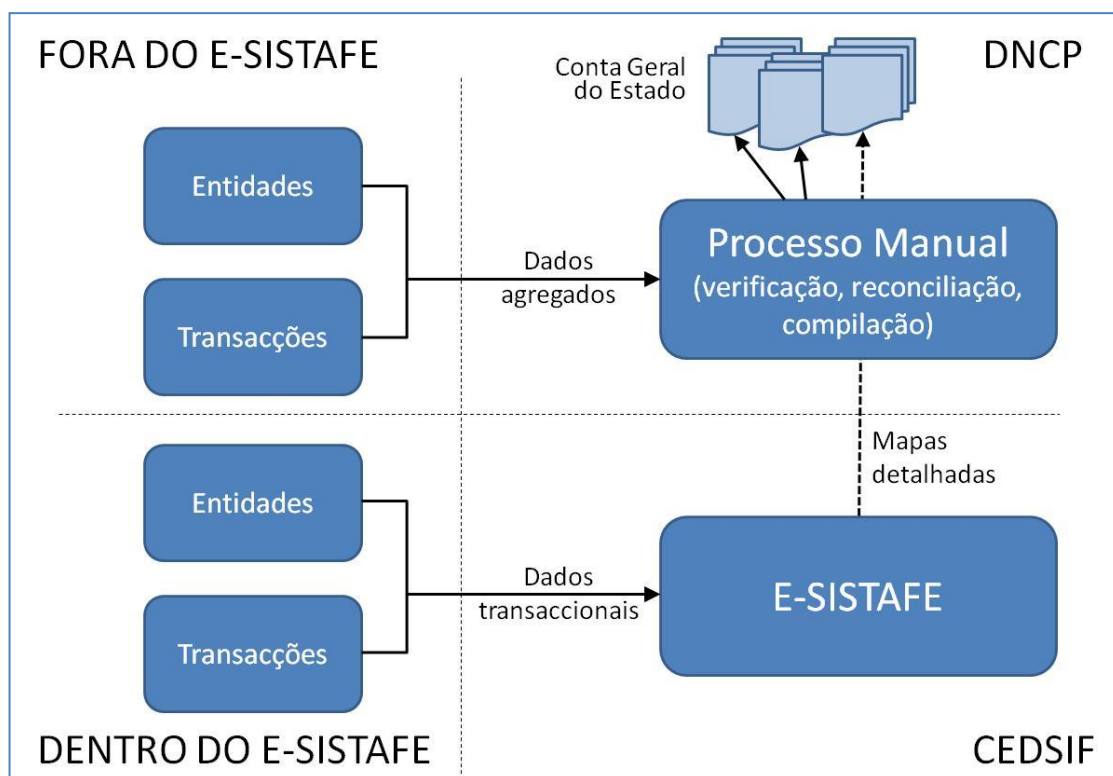 FORA DO E-SISTAFE
Conta Geral
do Estado
DNCP
Entidades
Transacções
Dados
agregados
Processo Manual
(verificação, reconciliação,
compilação)
Mapas
detalhadas
Entidades
Transacções
Dados
transaccionais
E-SISTAFE
DENTRO DO E-SISTAFE
CEDSIF